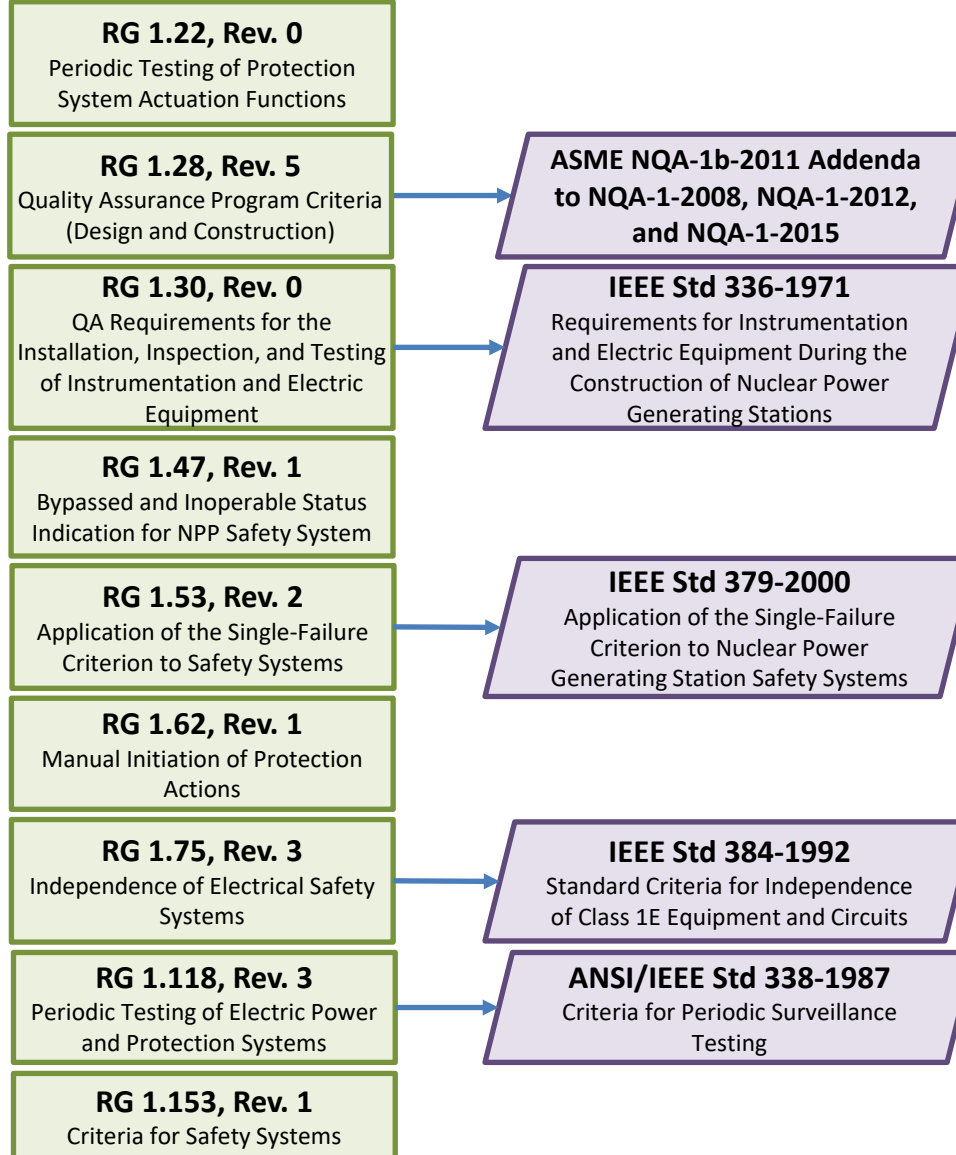 RG 1.22, Rev. 0
Periodic Testing of Protection
System Actuation Functions
RG 1.28, Rev. 5
Quality Assurance Program Criteria
(Design and Construction)
ASME NQA-1b-2011 Addenda
to NQA-1-2008, NQA-1-2012,
and NQA-1-2015
RG 1.30, Rev. 0
QA Requirements for the
Installation, Inspection, and Testing
of Instrumentation and Electric
Equipment
IEEE Std 336-1971
Requirements for Instrumentation
and Electric Equipment During the
Construction of Nuclear Power
Generating Stations
RG 1.47, Rev. 1
Bypassed and Inoperable Status
Indication for NPP Safety System
RG 1.53, Rev. 2
Application of the Single-Failure
Criterion to Safety Systems
IEEE Std 379-2000
Application of the Single-Failure
Criterion to Nuclear Power
Generating Station Safety Systems
RG 1.62, Rev. 1
Manual Initiation of Protection
Actions
RG 1.75, Rev. 3
Independence of Electrical Safety
Systems
IEEE Std 384-1992
Standard Criteria for Independence
of Class 1E Equipment and Circuits
RG 1.118, Rev. 3
Periodic Testing of Electric Power
and Protection Systems
ANSI/IEEE Std 338-1987
Criteria for Periodic Surveillance
Testing
RG 1.153, Rev. 1
Criteria for Safety Systems